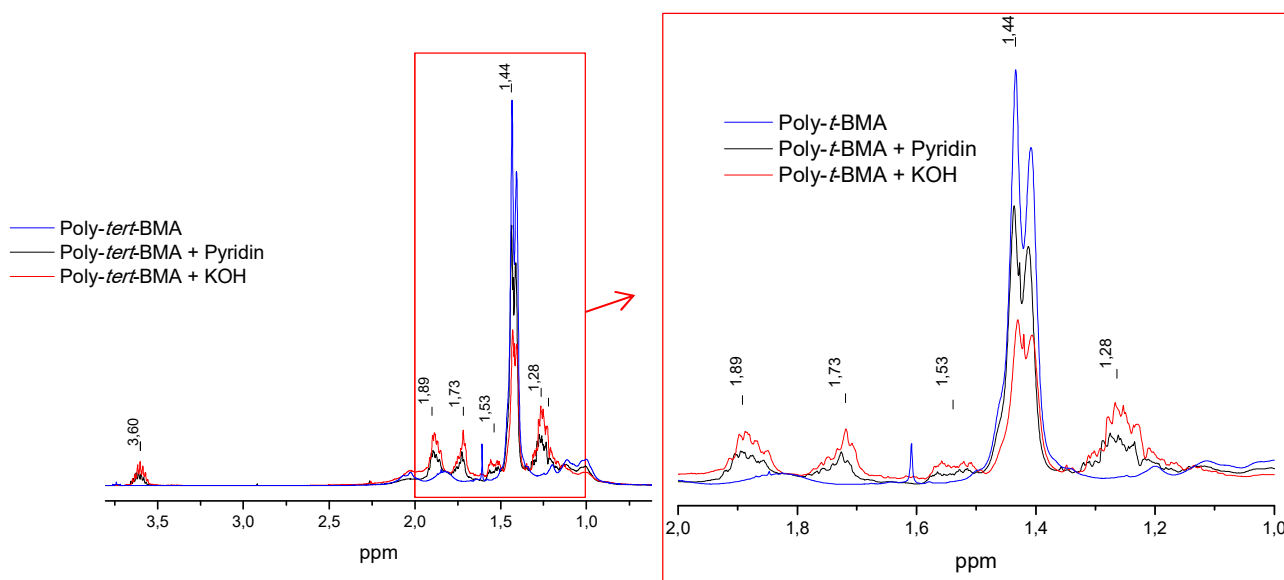 Poly-tert-BMA
Poly-tert-BMA + Pyridin
Poly-tert-BMA + KOH
3,60
1,89
1,73
1,53
1,44
1,28
3,5
3,0
2,5
2,0
1,5
1,0
ppm
Poly-t-BMA
Poly-t-BMA + Pyridin
Poly-t-BMA + KOH
1,89
1,73
1,53
1,44
1,28
2,0
1,8
1,6
1,4
1,2
1,0
ppm